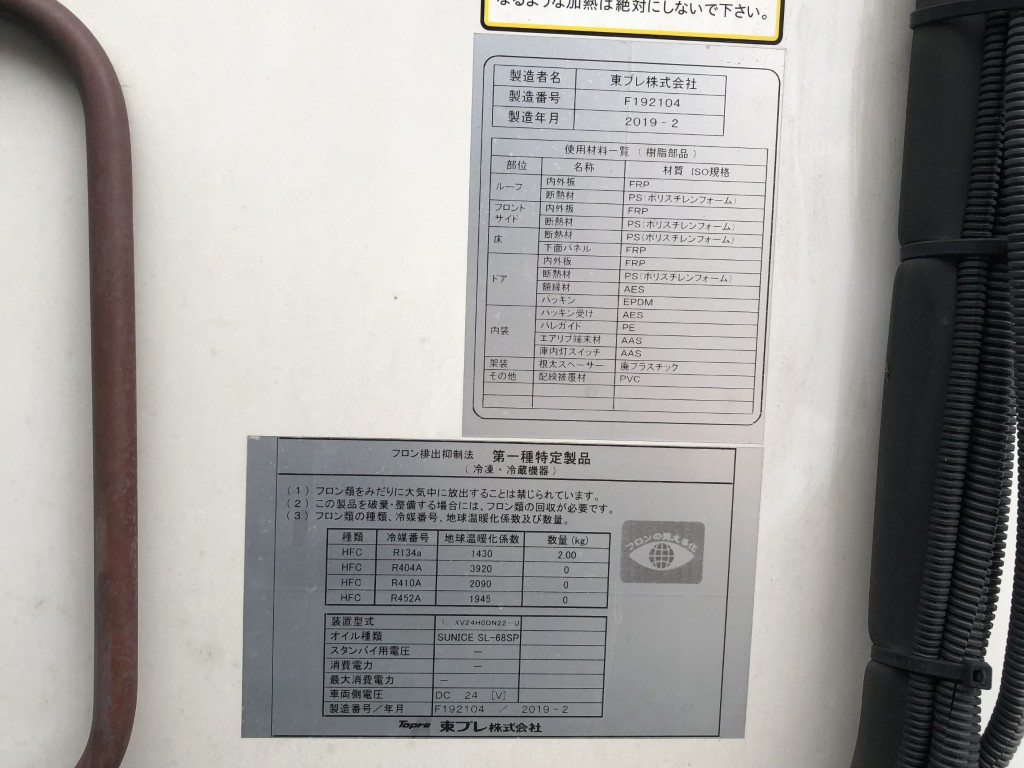 なるような加熱は絶対にしないで下さい。
製造者名 東プレ株式会社
製造番号 F192104
製造年月 2019-2
使用材料一覧 (樹脂部品)
部位 名称 材質 ISO規格
ルーフ 内外板 FRP
断熱材 PS(ポリスチレンフォーム)
フロント サイド 内外板 FRP
断熱材 PS(ポリスチレンフォーム)
床 断熱材 PS(ポリスチレンフォーム)
下面パネル FRP
ドア 内外板 FRP
断熱材 PS(ポリスチレンフォーム)
額縁材 AES
パッキン EPDM
内装 パッキン受け AES
パレガイド PE
エアリブ端末材 AAS
庫内灯スイッチ AAS
架装 根太スペーサー 廃プラスチック
その他 配線被覆材 PVC
フロン排出抑制法 第一種特定製品
(冷凍・冷蔵機器)
(1) フロン類をみだりに大気中に放出することは禁じられています。
(2) この製品を破棄・整備する場合には、フロン類の回収が必要です。
(3) フロン類の種類、冷媒番号、地球温暖化係数及び数量。
種類 冷媒番号 地球温暖化係数 数量(kg)
HFC R134a 1430 2.00
HFC R404A 3920 0
HFC R410A 2090 0
HFC R452A 1945 0
フロンの見える化
装置型式 1. XV24H0DN22-U
オイル種類 SUNICE SL-68SP
スタンバイ用電圧 —
消費電力 —
最大消費電力 —
車両側電圧 DC 24 [V]
製造番号/年月 F192104 / 2019-2
Topre 東プレ株式会社